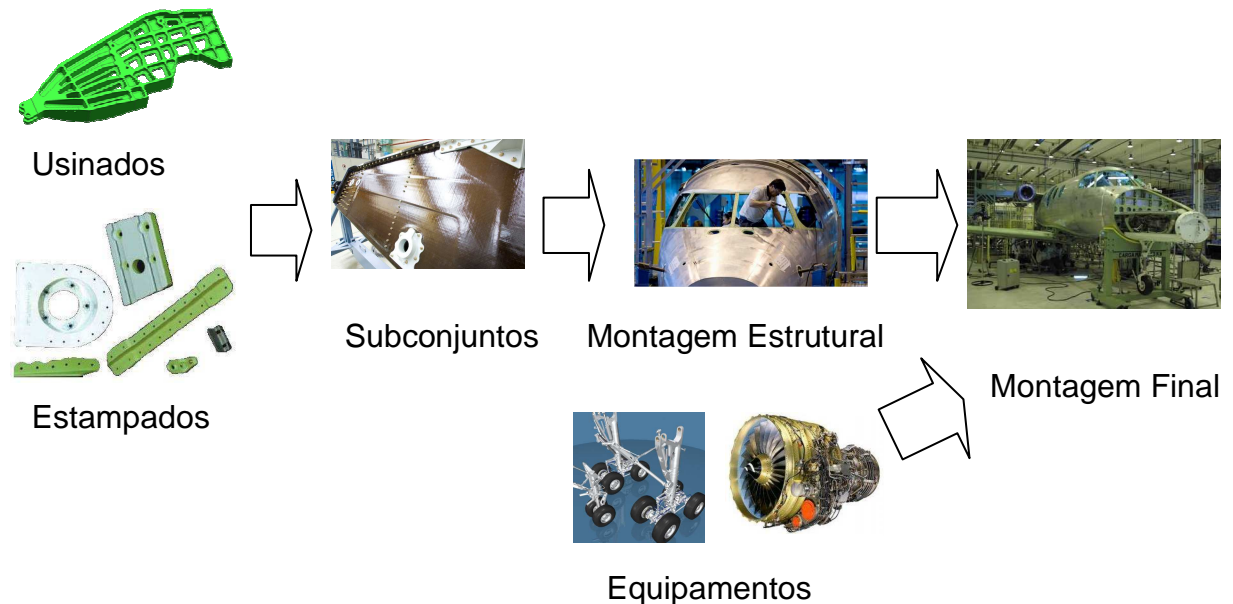 Usinados
Estampados
Subconjuntos
Montagem Estrutural
Montagem Final
Equipamentos